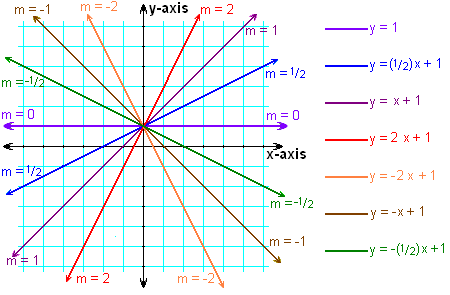 m = -1
m = -2
y-axis
m = 2
m = 1
y = 1
m = 1/2
y = (1/2)x + 1
m = -1/2
m = 0
m = 0
y = x + 1
x-axis
y = 2 x + 1
m = 1/2
y = -2 x + 1
m = -1/2
y = -x + 1
m = -1
m = 1
y = -(1/2)x + 1
m = 2
m = -2